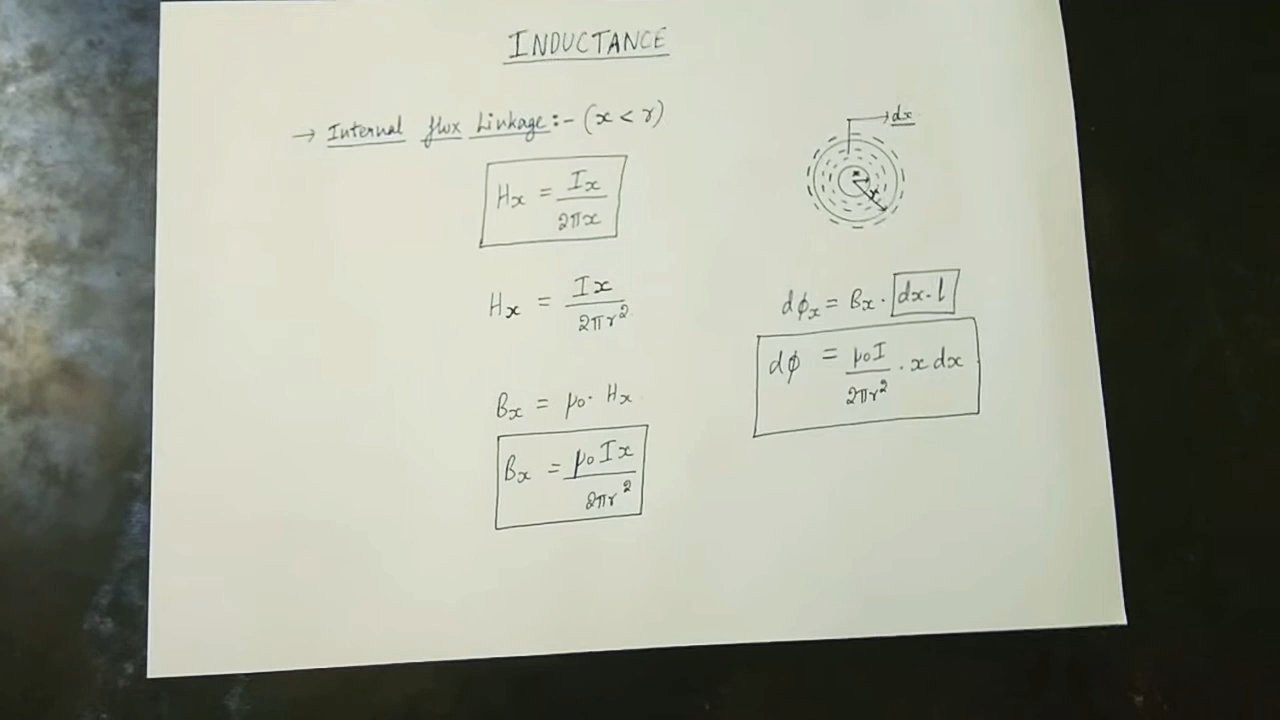 INDUCTANCE
→ Internal flux Linkage:- (x < r)
Hx = Ix / 2πx
Hx = Ix / 2πr²
Bx = μ₀· Hx
Bx = μ₀Ix / 2πr²
dx
x
dϕx = Bx · dx·l
dϕ = μ₀I / 2πr² · x dx